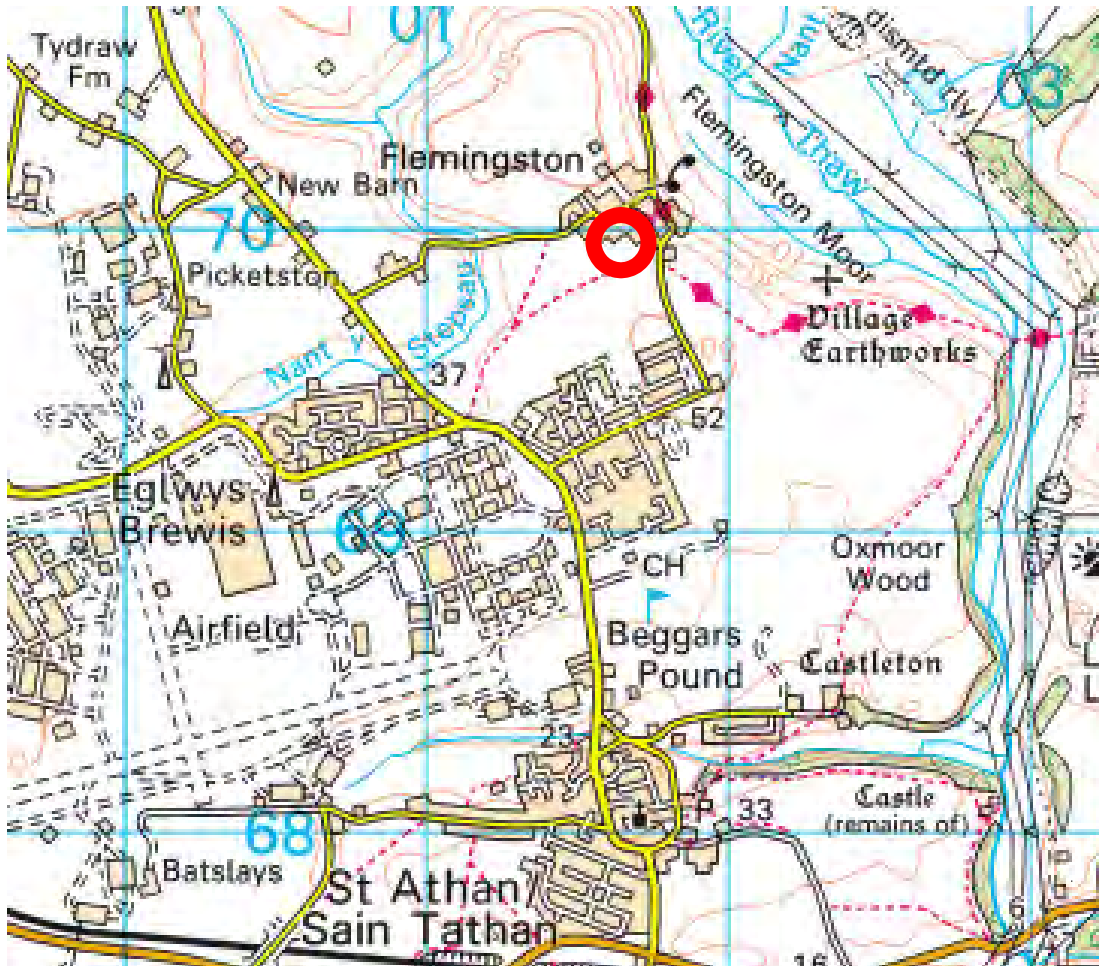 01
Nant
dismtd rly
River
03
Tydraw
Fm
Thaw
Flemingston
New Barn
Flemingston Moor
70
Picketston
Village
Earthworks
Nant
Stepsau
37
52
Eglwys
Brewis
69
Oxmoor
Wood
CH
Airfield
Beggars
Pound
Castleton
23
Castle
(remains of)
P
33
68
Batslays
St Athan/
Sain Tathan
6
16